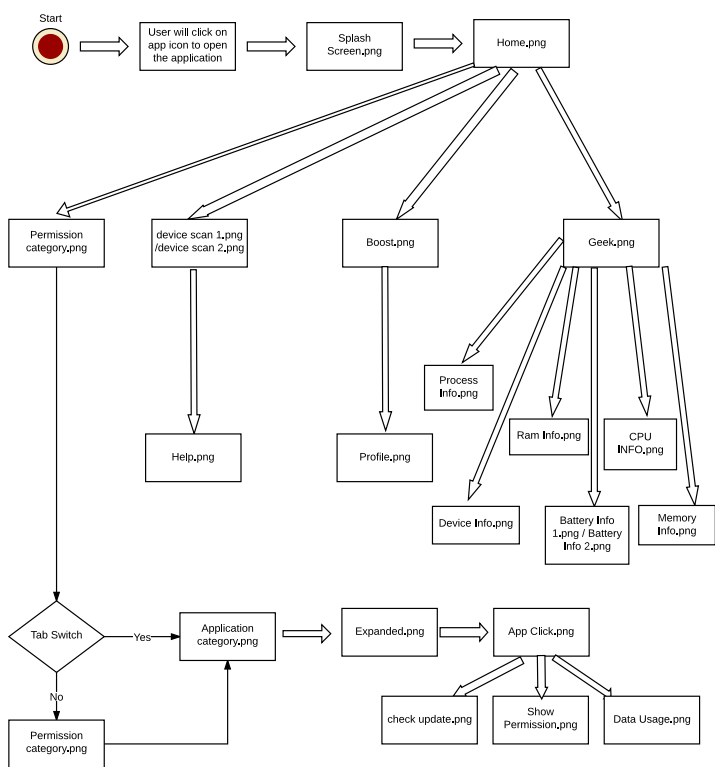 Start
User will click on
app icon to open
the application
Splash
Screen.png
Home.png
Permission
category.png
device scan 1.png
/device scan 2.png
Boost.png
Geek.png
Process
Info.png
Ram Info.png
CPU
INFO.png
Help.png
Profile.png
Device Info.png
Battery Info
1.png / Battery
Info 2.png
Memory
Info.png
Tab Switch
Yes
Application
category.png
Expanded.png
App Click.png
No
Permission
category.png
check update.png
Show
Permission.png
Data Usage.png